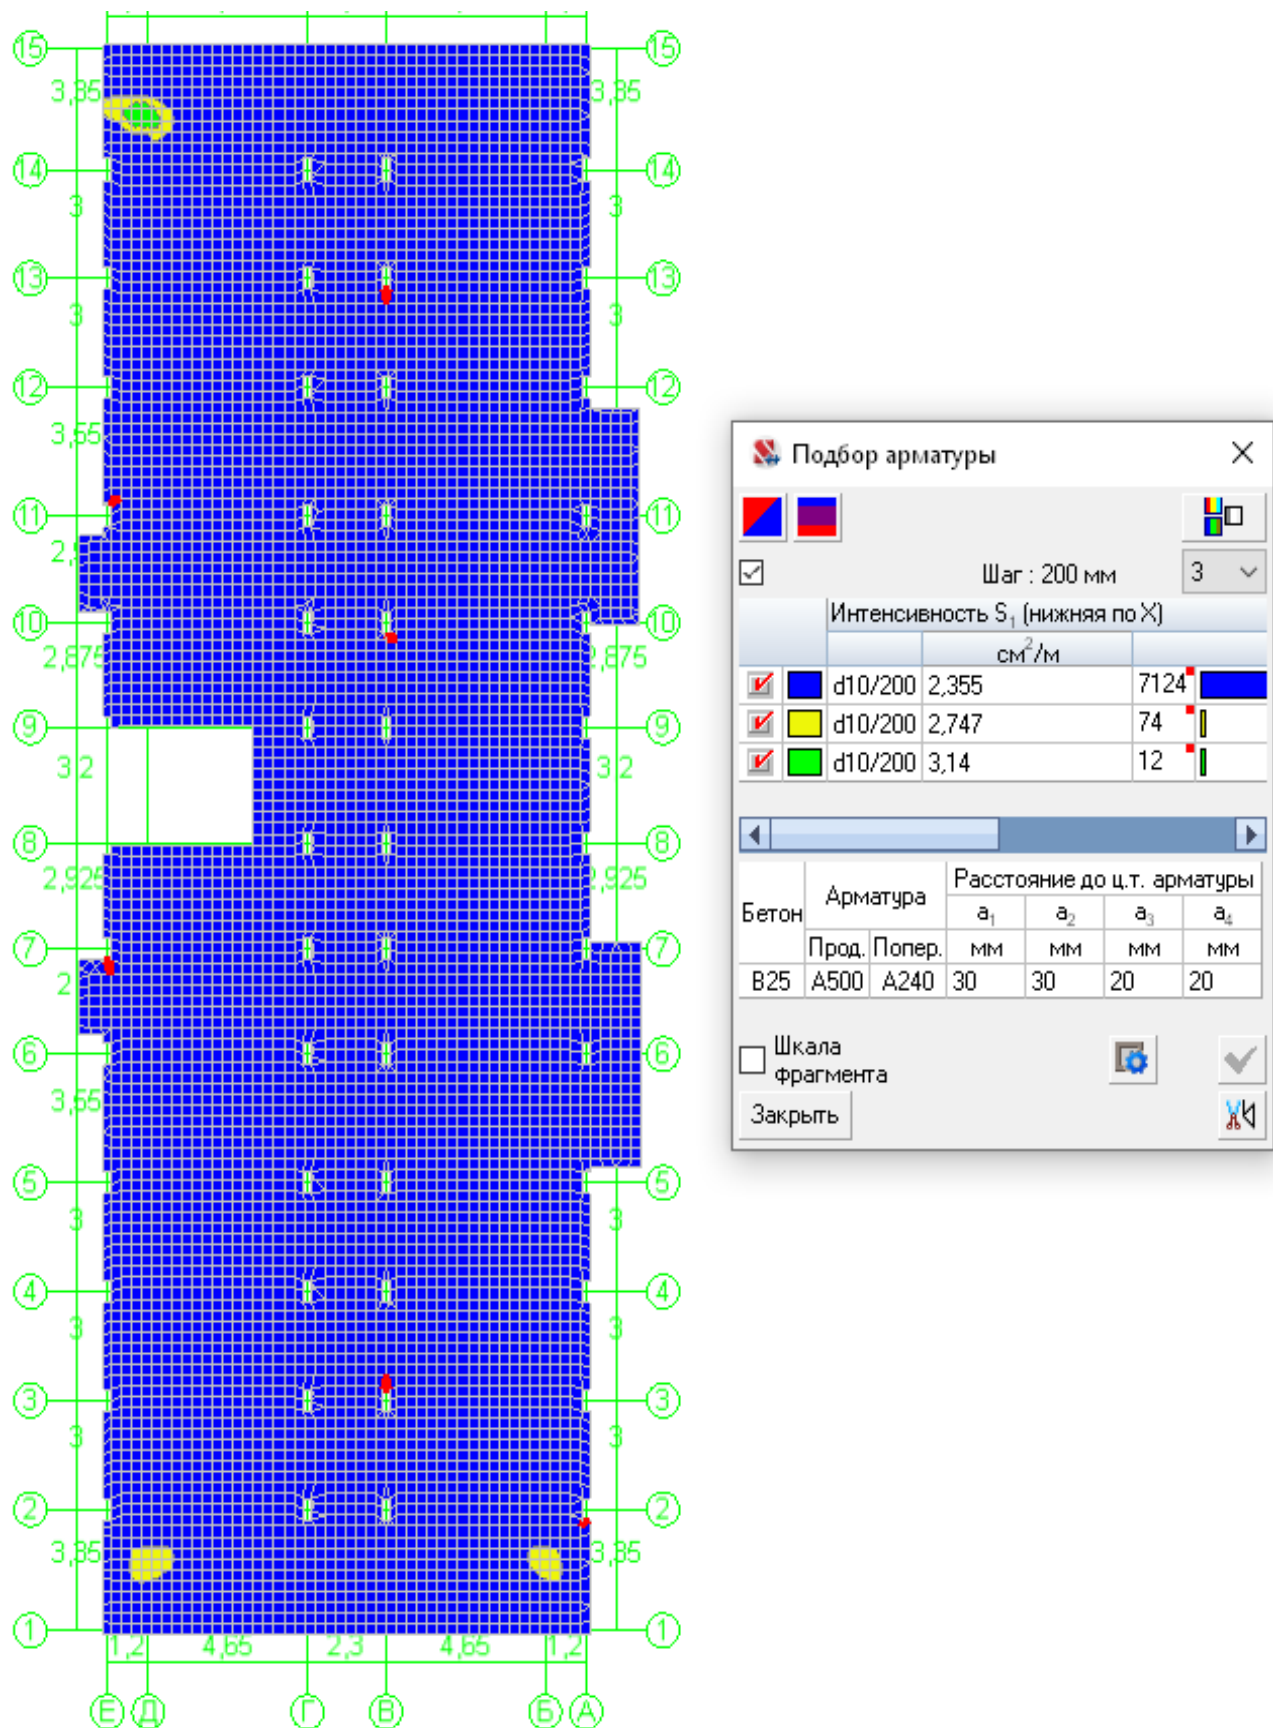 15 15
3,85 3,85
14 14
3 3
13 13
3 3
12 12
3,55
11 11
2,
10 10
2,875 2,875
9 9
3,2 3,2
8 8
2,925 2,925
7 7
2
6 6
3,55
5 5
3 3
4 4
3 3
3 3
3 3
2 2
3,85 3,85
1 1
1,2 4,65 2,3 4,65 1,2
Е Д Г В Б А
Подбор арматуры
Шаг : 200 мм 3
Интенсивность S₁ (нижняя по X)
см²/м
d10/200 2,355 7124
d10/200 2,747 74
d10/200 3,14 12
Бетон Арматура Расстояние до ц.т. арматуры
a₁ a₂ a₃ a₄
Прод. Попер. мм мм мм мм
B25 A500 A240 30 30 20 20
Шкала
фрагмента
Закрыть